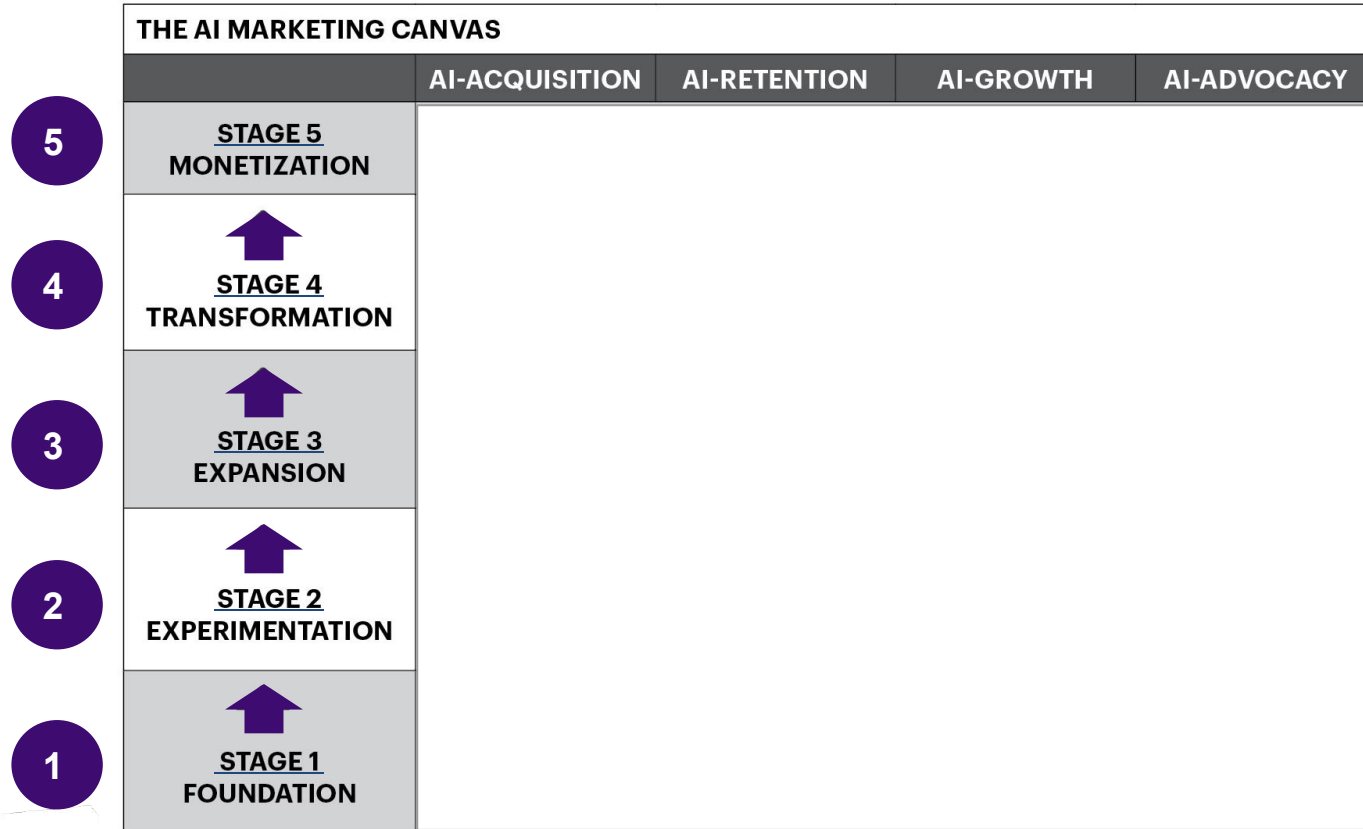 THE AI MARKETING CANVAS
AI-ACQUISITION AI-RETENTION AI-GROWTH AI-ADVOCACY
5
STAGE 5
MONETIZATION
4
STAGE 4
TRANSFORMATION
3
STAGE 3
EXPANSION
2
STAGE 2
EXPERIMENTATION
1
STAGE 1
FOUNDATION